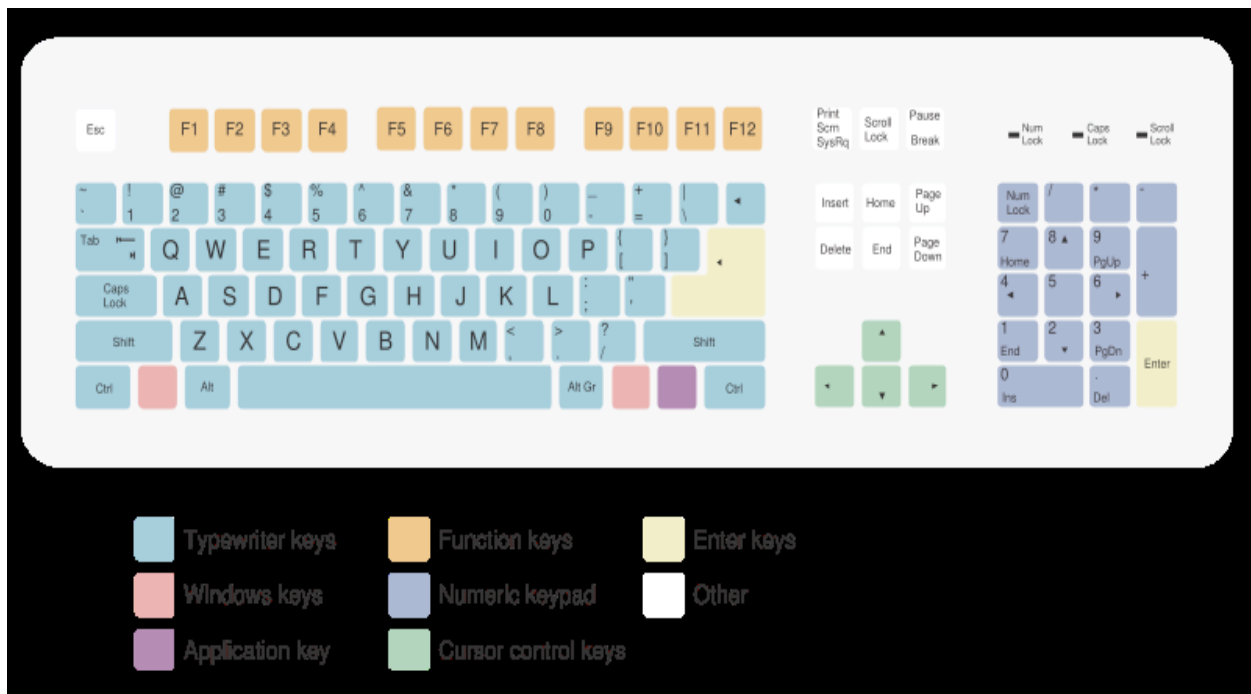 Esc F1 F2 F3 F4 F5 F6 F7 F8 F9 F10 F11 F12
Print
Scrn
SysRq
Scroll
Lock
Pause
Break
Num
Lock
Caps
Lock
Scroll
Lock
~ ! @ # $ % ^ & * ( ) _ + |
` 1 2 3 4 5 6 7 8 9 0 - = \
Insert Home Page
Up
Num
Lock
/ * -
Tab Q W E R T Y U I O P { }
[ ]
Delete End Page
Down
7 8 9
Home PgUp
+
Caps
Lock
A S D F G H J K L : "
; '
4 5 6
Shift Z X C V B N M < > ? Shift
, . /
1 2 3
End PgDn
Enter
Ctrl Alt Alt Gr Ctrl
0 .
Ins Del
Typewriter keys Function keys Enter keys
Windows keys Numeric keypad Other
Application key Cursor control keys